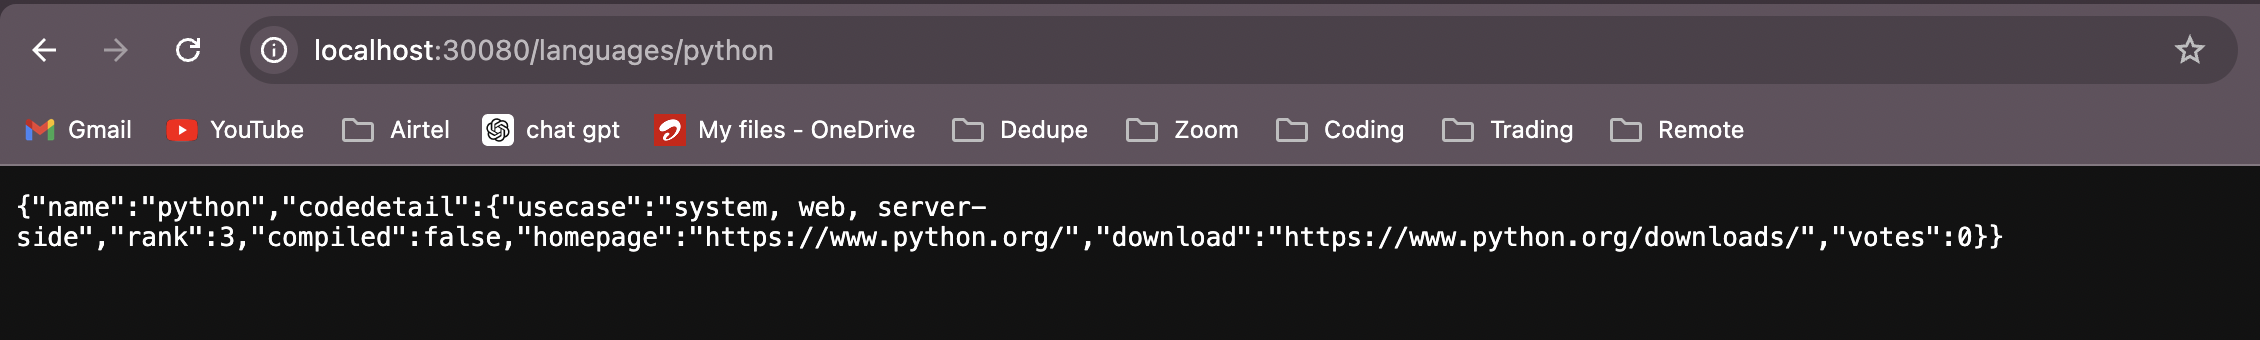 localhost:30080/languages/python
Gmail YouTube Airtel chat gpt My files - OneDrive Dedupe Zoom Coding Trading Remote
{"name":"python","codedetail":{"usecase":"system, web, server-
side","rank":3,"compiled":false,"homepage":"https://www.python.org/","download":"https://www.python.org/downloads/","votes":0}}